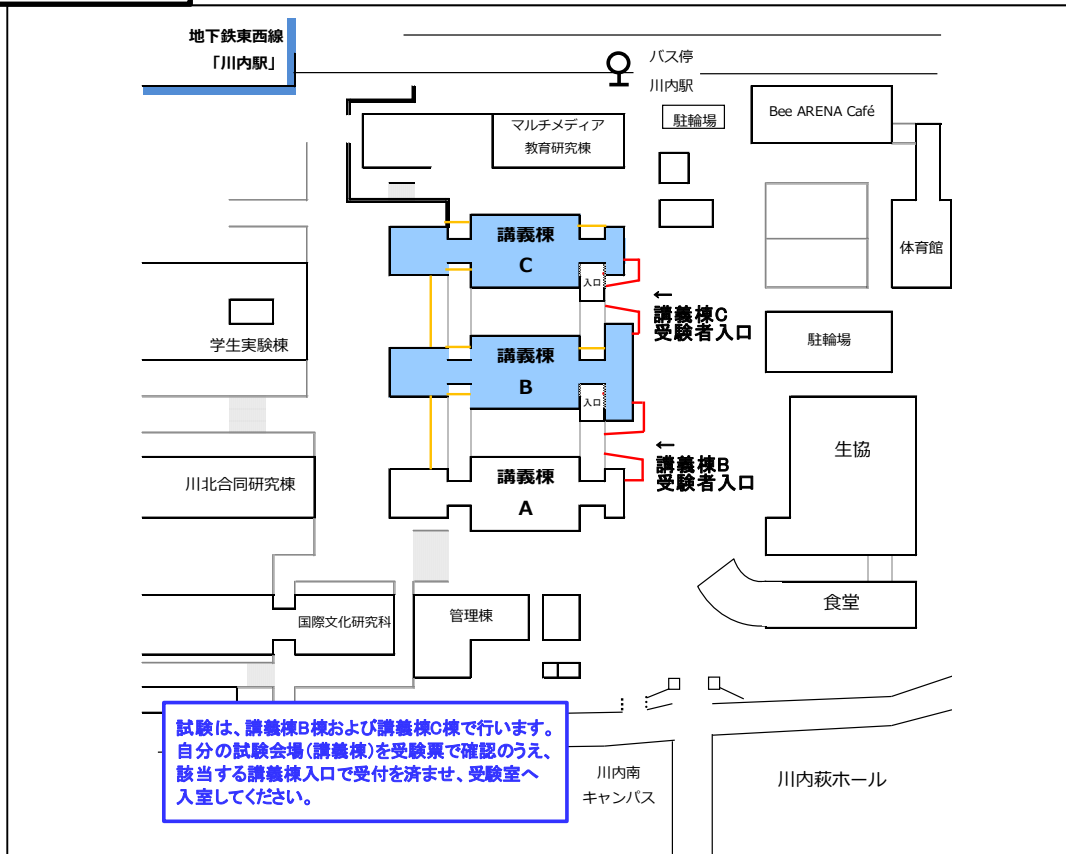 地下鉄東西線
「川内駅」
バス停
川内駅
駐輪場
Bee ARENA Café
マルチメディア
教育研究棟
体育館
講義棟
C
入口
←
講義棟C
受験者入口
駐輪場
学生実験棟
講義棟
B
入口
←
講義棟B
受験者入口
生協
川北合同研究棟
講義棟
A
食堂
国際文化研究科
管理棟
試験は、講義棟B棟および講義棟C棟で行います。
自分の試験会場(講義棟)を受験票で確認のうえ、
該当する講義棟入口で受付を済ませ、受験室へ
入室してください。
川内南
キャンパス
川内萩ホール